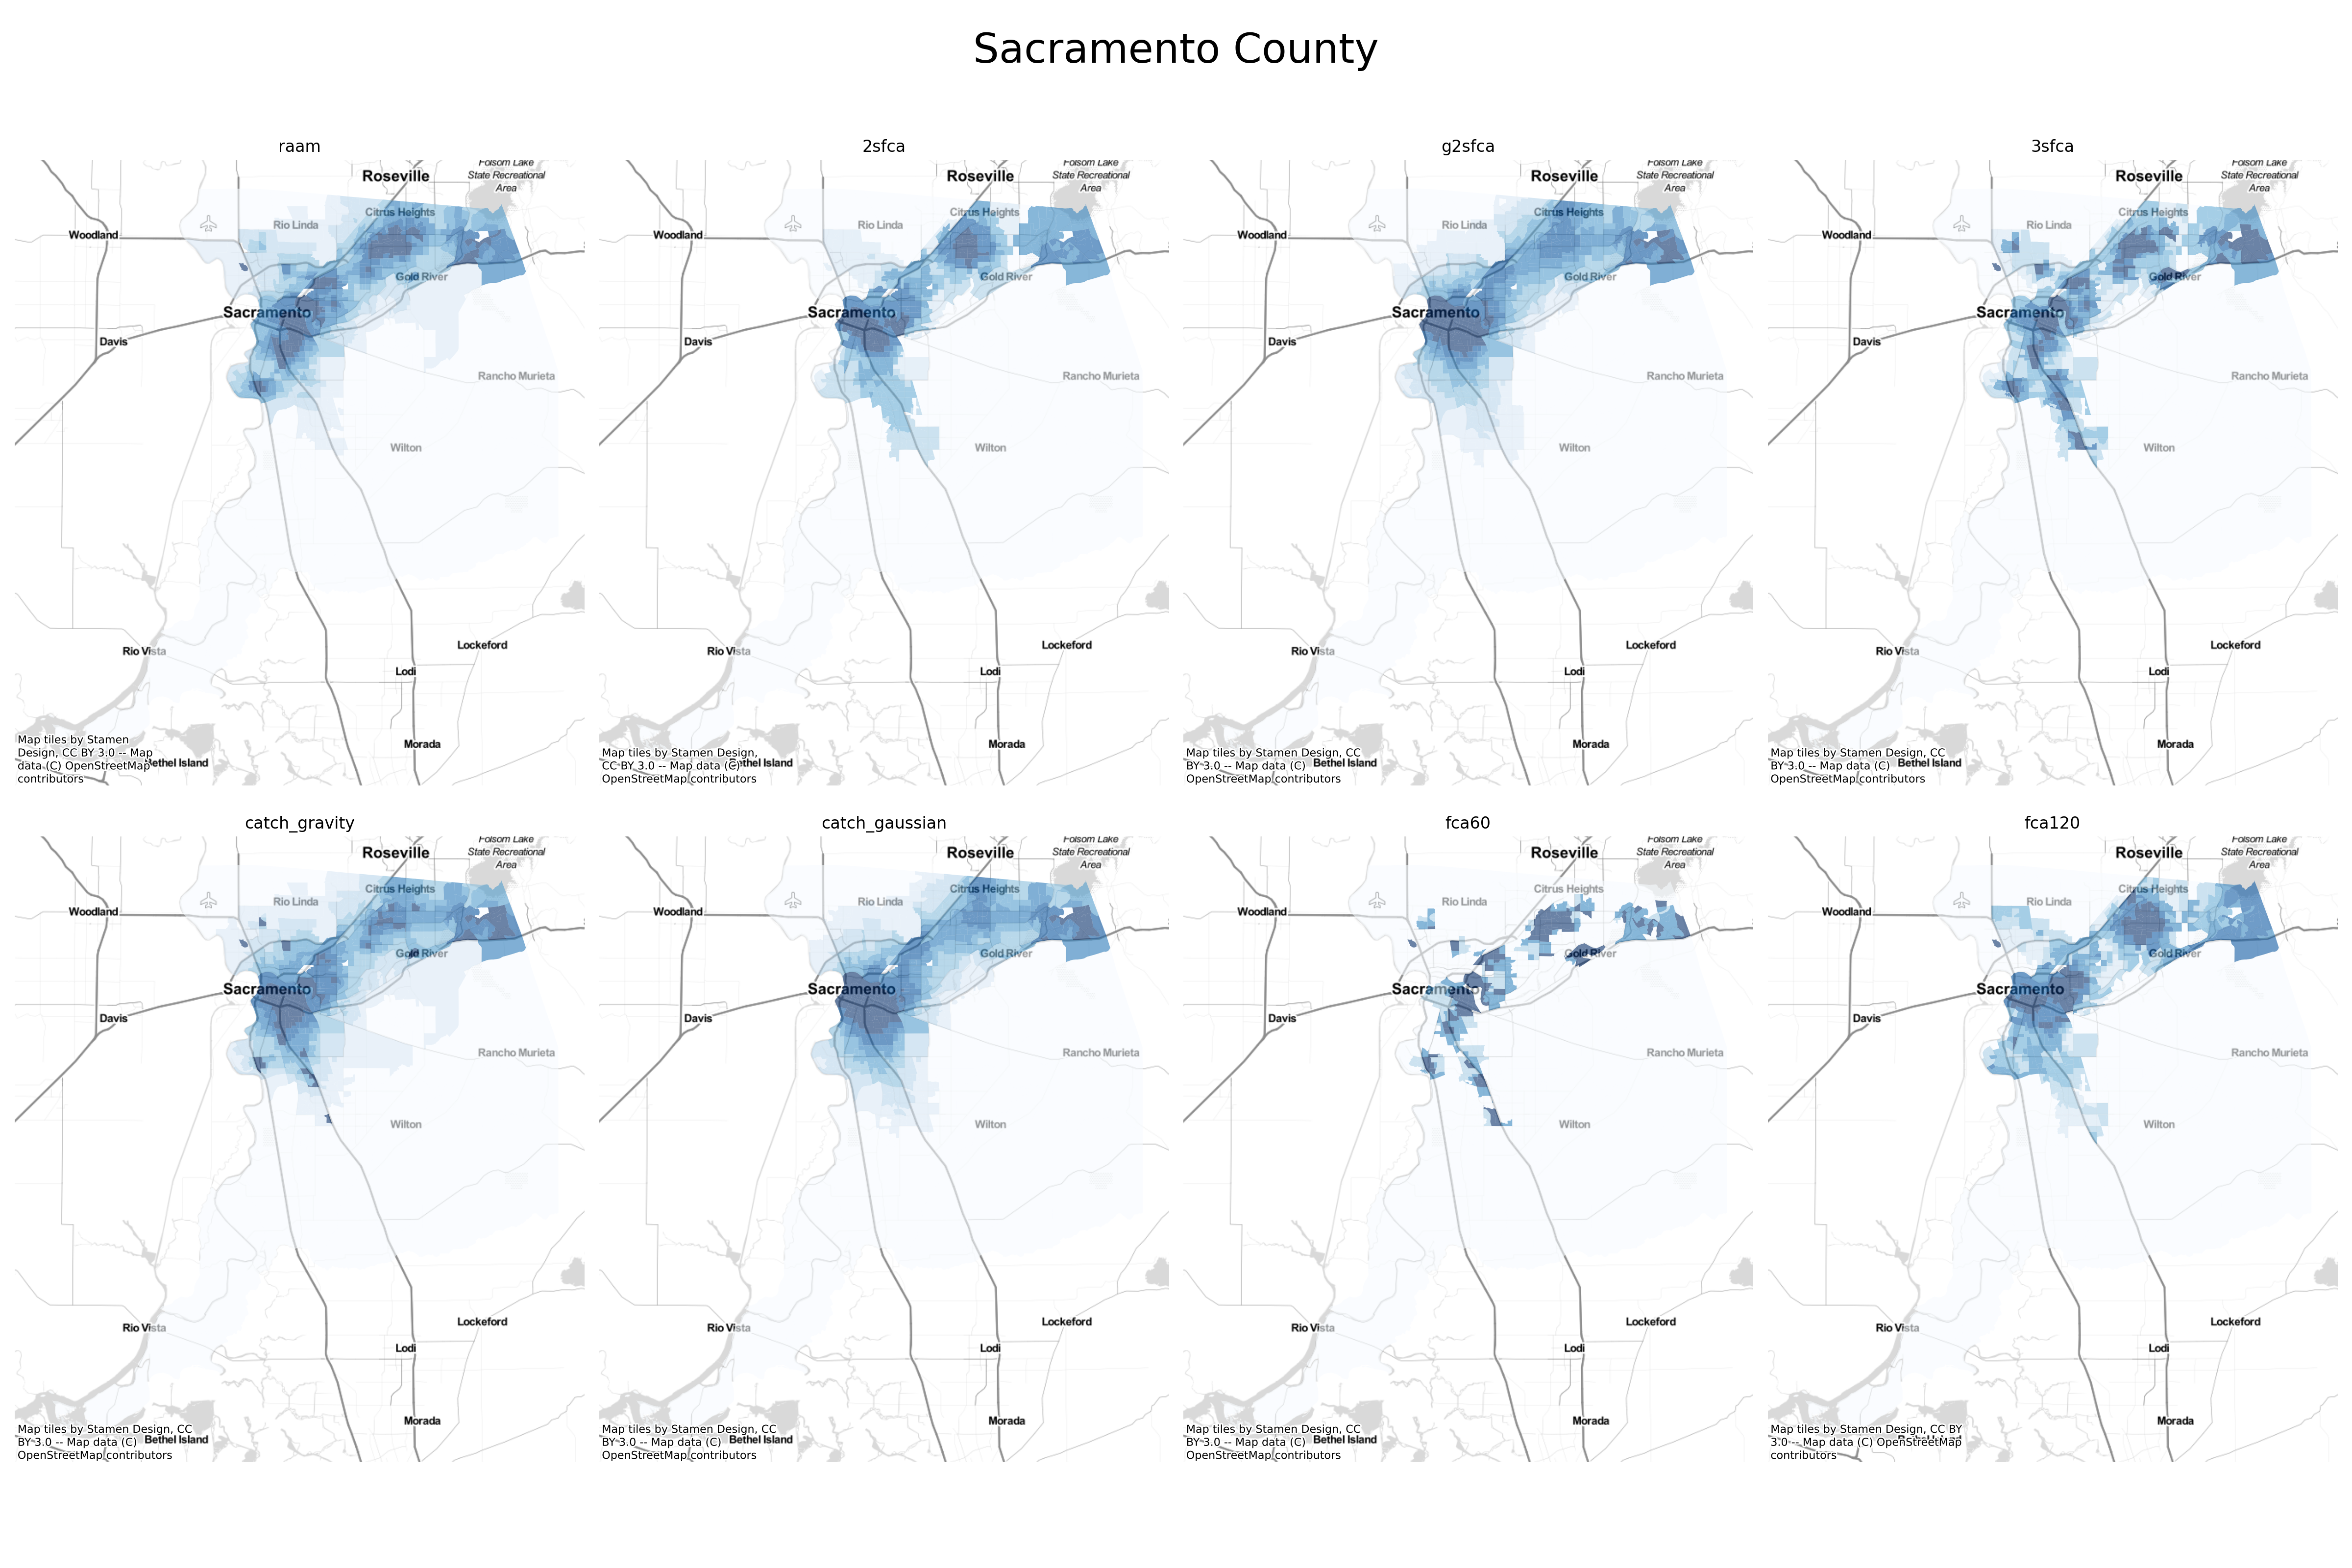 Sacramento County
raam
2sfca
g2sfca
3sfca
Folsom Lake
State Recreational
Area
Roseville
Citrus Heights
Rio Linda
Woodland
Gold River
Sacramento
Davis
Rancho Murieta
Wilton
Lockeford
Rio Vista
Lodi
Morada
Bethel Island
Map tiles by Stamen
Design, CC BY 3.0 -- Map
data (C) OpenStreetMap
contributors
Folsom Lake
State Recreational
Area
Roseville
Citrus Heights
Rio Linda
Woodland
Gold River
Sacramento
Davis
Rancho Murieta
Wilton
Lockeford
Rio Vista
Lodi
Morada
Bethel Island
Map tiles by Stamen Design,
CC BY 3.0 -- Map data (C)
OpenStreetMap contributors
Folsom Lake
State Recreational
Area
Roseville
Citrus Heights
Rio Linda
Woodland
Gold River
Sacramento
Davis
Rancho Murieta
Wilton
Lockeford
Rio Vista
Lodi
Morada
Bethel Island
Map tiles by Stamen Design, CC
BY 3.0 -- Map data (C)
OpenStreetMap contributors
Folsom Lake
State Recreational
Area
Roseville
Citrus Heights
Rio Linda
Woodland
Gold River
Sacramento
Davis
Rancho Murieta
Wilton
Lockeford
Rio Vista
Lodi
Morada
Bethel Island
Map tiles by Stamen Design, CC
BY 3.0 -- Map data (C)
OpenStreetMap contributors
catch_gravity
catch_gaussian
fca60
fca120
Folsom Lake
State Recreational
Area
Roseville
Citrus Heights
Rio Linda
Woodland
Gold River
Sacramento
Davis
Rancho Murieta
Wilton
Lockeford
Rio Vista
Lodi
Morada
Bethel Island
Map tiles by Stamen Design, CC
BY 3.0 -- Map data (C)
OpenStreetMap contributors
Folsom Lake
State Recreational
Area
Roseville
Citrus Heights
Rio Linda
Woodland
Gold River
Sacramento
Davis
Rancho Murieta
Wilton
Lockeford
Rio Vista
Lodi
Morada
Bethel Island
Map tiles by Stamen Design, CC
BY 3.0 -- Map data (C)
OpenStreetMap contributors
Folsom Lake
State Recreational
Area
Roseville
Citrus Heights
Rio Linda
Woodland
Gold River
Sacramento
Davis
Rancho Murieta
Wilton
Lockeford
Rio Vista
Lodi
Morada
Bethel Island
Map tiles by Stamen Design, CC
BY 3.0 -- Map data (C)
OpenStreetMap contributors
Folsom Lake
State Recreational
Area
Roseville
Citrus Heights
Rio Linda
Woodland
Gold River
Sacramento
Davis
Rancho Murieta
Wilton
Lockeford
Rio Vista
Lodi
Morada
Map tiles by Stamen Design, CC BY
3.0 -- Map data (C) OpenStreetMap
contributors